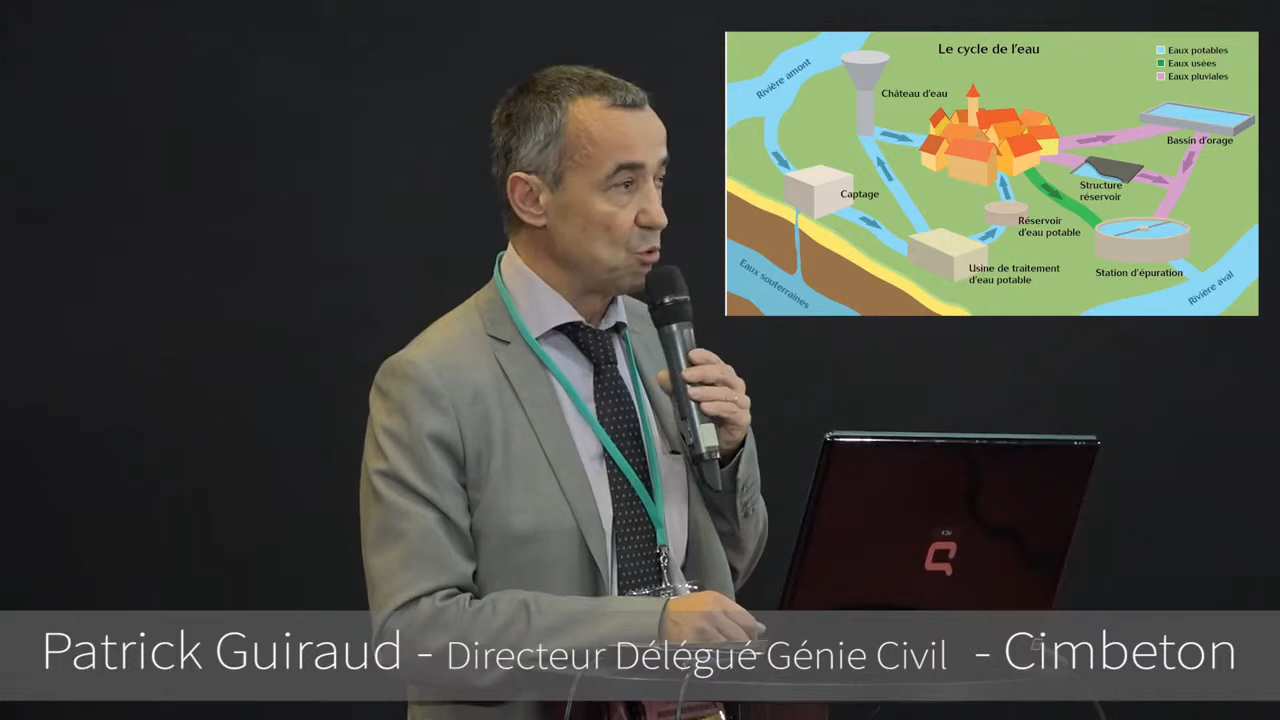 Le cycle de l'eau
Eaux potables
Eaux usées
Eaux pluviales
Rivière amont
Château d'eau
Bassin d'orage
Captage
Structure
réservoir
Réservoir
d'eau potable
Usine de traitement
d'eau potable
Station d'épuration
Eaux souterraines
Rivière aval
Patrick Guiraud - Directeur Délégué Génie Civil - Cimbeton